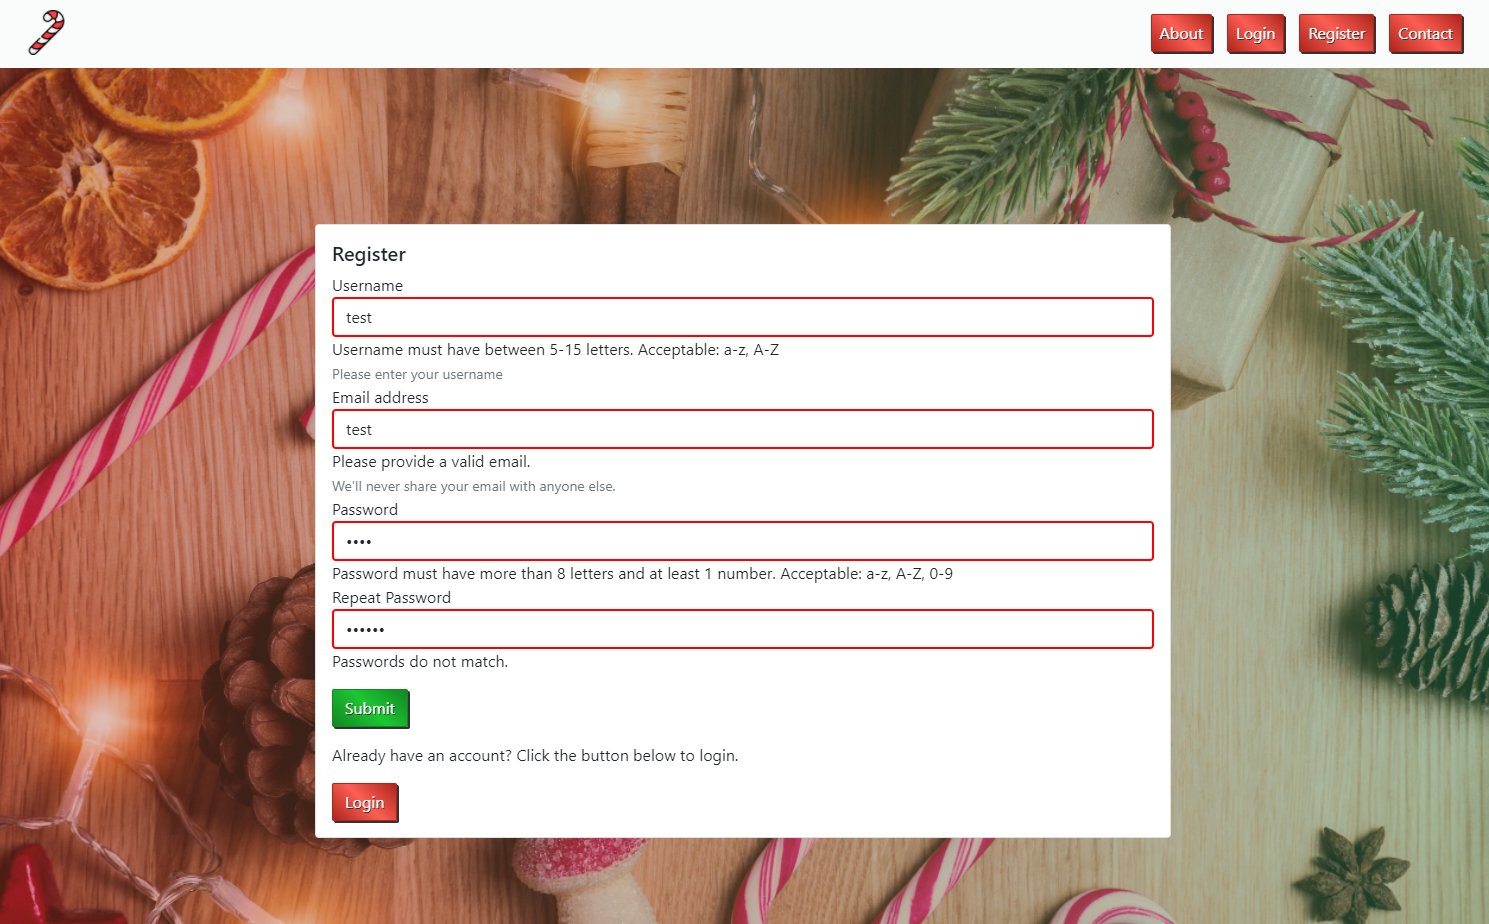 About
Login
Register
Contact
Register
Username
test
Username must have between 5-15 letters. Acceptable: a-z, A-Z
Please enter your username
Email address
test
Please provide a valid email.
We'll never share your email with anyone else.
Password
••••
Password must have more than 8 letters and at least 1 number. Acceptable: a-z, A-Z, 0-9
Repeat Password
••••••
Passwords do not match.
Submit
Already have an account? Click the button below to login.
Login